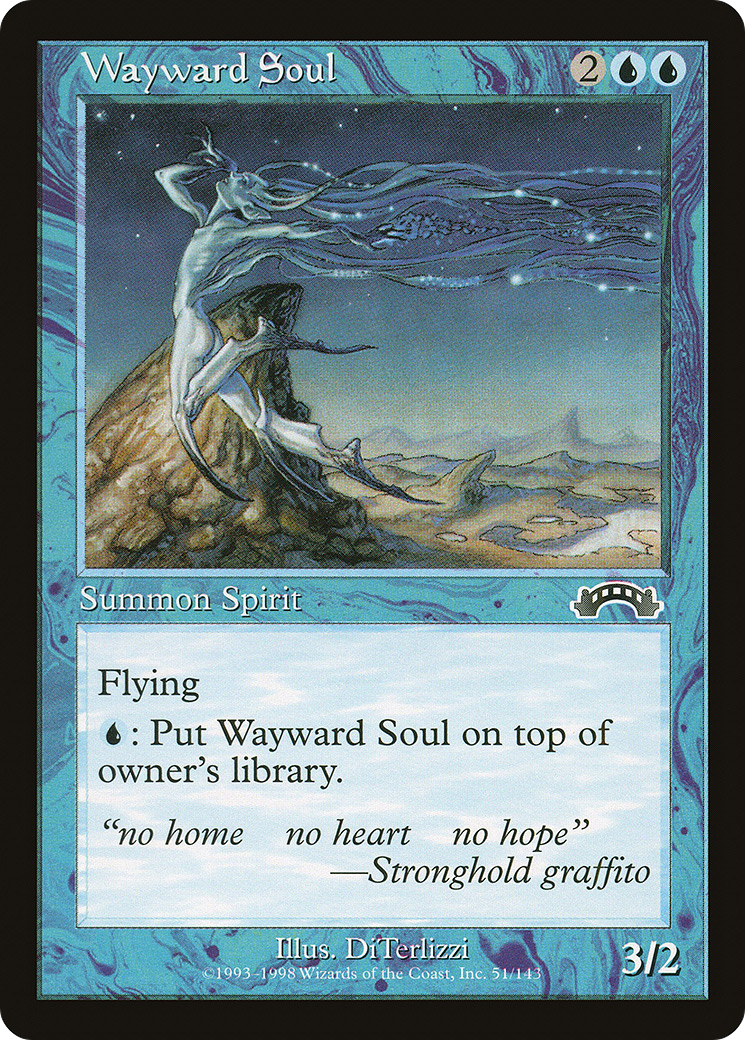 Wayward Soul 2
Summon Spirit
Flying
: Put Wayward Soul on top of
owner's library.
“no home no heart no hope”
—Stronghold graffito
Illus. DiTerlizzi
©1993-1998 Wizards of the Coast, Inc. 51/143
3/2